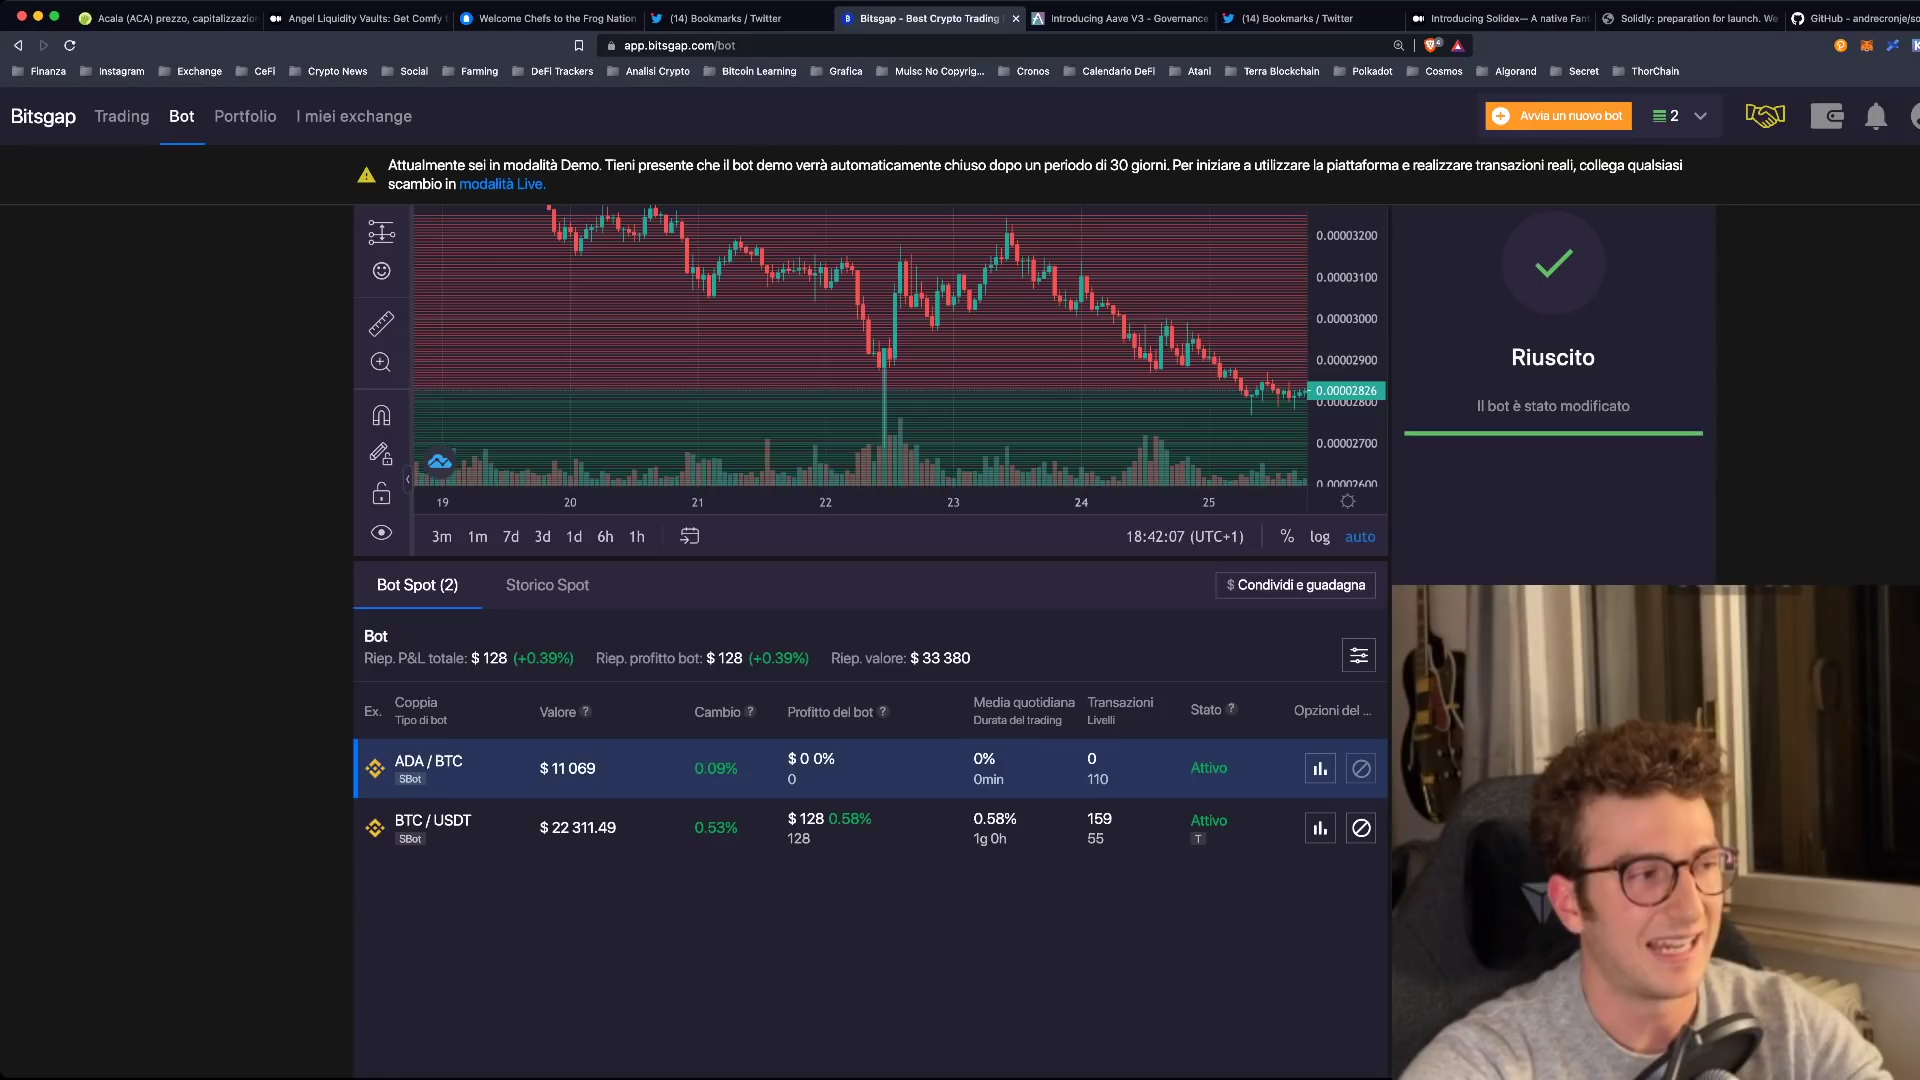 Acala (ACA) prezzo, capitalizzazion
Angel Liquidity Vaults: Get Comfy
Welcome Chefs to the Frog Nation
(14) Bookmarks / Twitter
Bitsgap - Best Crypto Trading
Introducing Aave V3 - Governance
(14) Bookmarks / Twitter
Introducing Solidex— A native Fant
Solidly: preparation for launch. We
GitHub - andrecronje/so
app.bitsgap.com/bot
Finanza
Instagram
Exchange
CeFi
Crypto News
Social
Farming
DeFi Trackers
Analisi Crypto
Bitcoin Learning
Grafica
Muisc No Copyrig...
Cronos
Calendario DeFi
Atani
Terra Blockchain
Polkadot
Cosmos
Algorand
Secret
ThorChain
Bitsgap
Trading
Bot
Portfolio
I miei exchange
Avvia un nuovo bot
2
Attualmente sei in modalità Demo. Tieni presente che il bot demo verrà automaticamente chiuso dopo un periodo di 30 giorni. Per iniziare a utilizzare la piattaforma e realizzare transazioni reali, collega qualsiasi
scambio in modalità Live.
0.00003200
0.00003100
0.00003000
0.00002900
0.00002826
0.00002800
0.00002700
0.00002600
19 20 21 22 23 24 25
3m 1m 7d 3d 1d 6h 1h
18:42:07 (UTC+1)
% log auto
Riuscito
Il bot è stato modificato
Bot Spot (2)
Storico Spot
$ Condividi e guadagna
Bot
Riep. P&L totale: $ 128 (+0.39%) Riep. profitto bot: $ 128 (+0.39%) Riep. valore: $ 33 380
Ex.
Coppia
Tipo di bot
Valore ?
Cambio ?
Profitto del bot ?
Media quotidiana
Durata del trading
Transazioni
Livelli
Stato ?
Opzioni del ...
ADA / BTC
SBot
$ 11 069
0.09%
$ 0 0%
0
0%
0min
0
110
Attivo
BTC / USDT
SBot
$ 22 311.49
0.53%
$ 128 0.58%
128
0.58%
1g 0h
159
55
Attivo
T